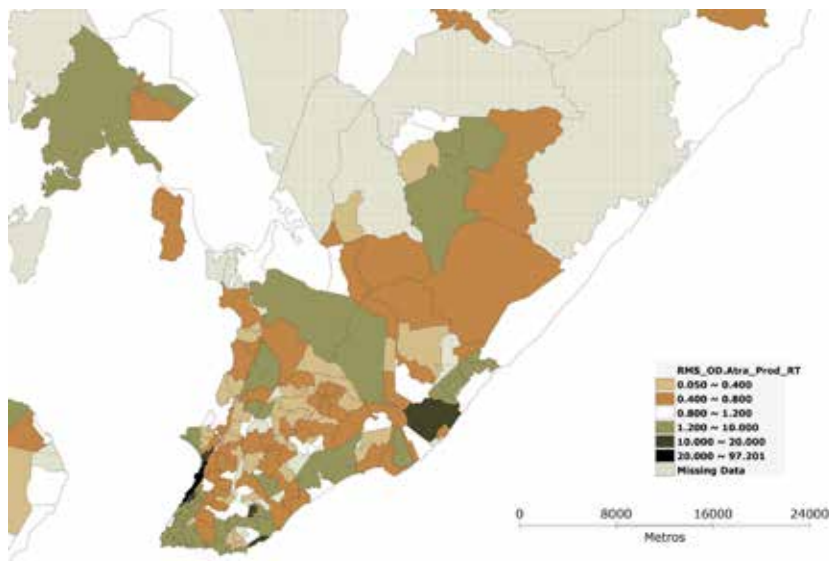 RMS_OD.Atra_Prod_RT
0.050 ~ 0.400
0.400 ~ 0.800
0.800 ~ 1.200
1.200 ~ 10.000
10.000 ~ 20.000
20.000 ~ 97.201
Missing Data
0 8000 16000 24000
Metros